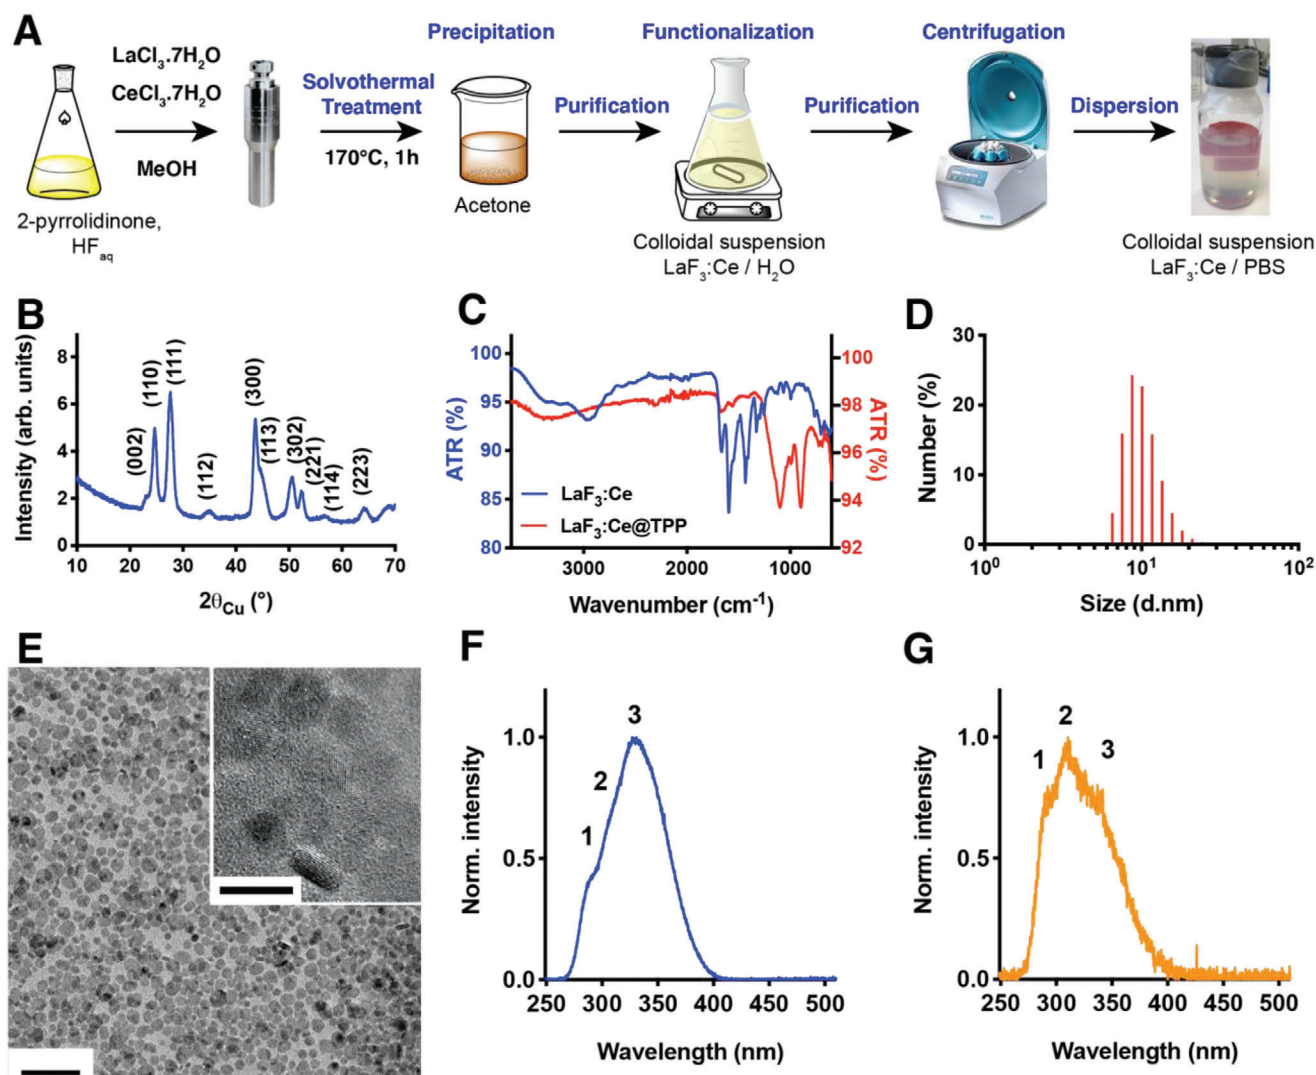 A
LaCl3.7H2O
CeCl3.7H2O
MeOH
2-pyrrolidinone,
HFaq
Solvothermal
Treatment
170°C, 1h
Precipitation
Acetone
Purification
Functionalization
Colloidal suspension
LaF3:Ce / H2O
Purification
Centrifugation
Dispersion
Colloidal suspension
LaF3:Ce / PBS
B
Intensity (arb. units)
8
6
4
2
0
(002)
(110)
(111)
(112)
(300)
(113)
(302)
(221)
(114)
(223)
10 20 30 40 50 60 70
2θCu (°)
C
ATR (%)
100
95
90
85
80
LaF3:Ce
LaF3:Ce@TPP
100
98
96
94
92
ATR (%)
3000 2000 1000
Wavenumber (cm-1)
D
Number (%)
30
20
10
0
10^0 10^1 10^2
Size (d.nm)
E
F
Norm. intensity
1.0
0.5
0.0
1
2
3
250 300 350 400 450 500
Wavelength (nm)
G
Norm. intensity
1.0
0.5
0.0
1
2
3
250 300 350 400 450 500
Wavelength (nm)